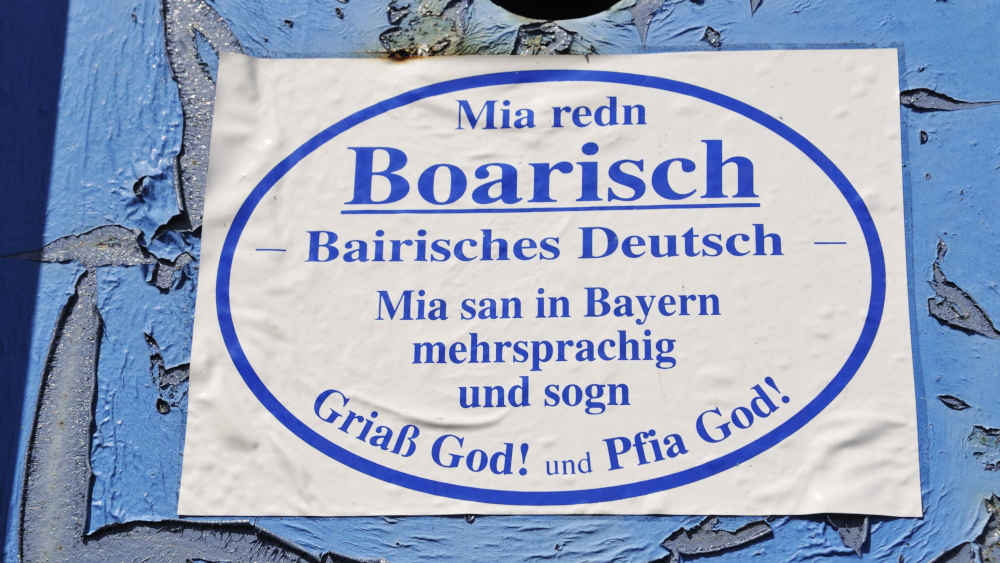 Mia redn
Boarisch
– Bairisches Deutsch –
Mia san in Bayern
mehrsprachig
und sogn
Griaß God! und Pfia God!